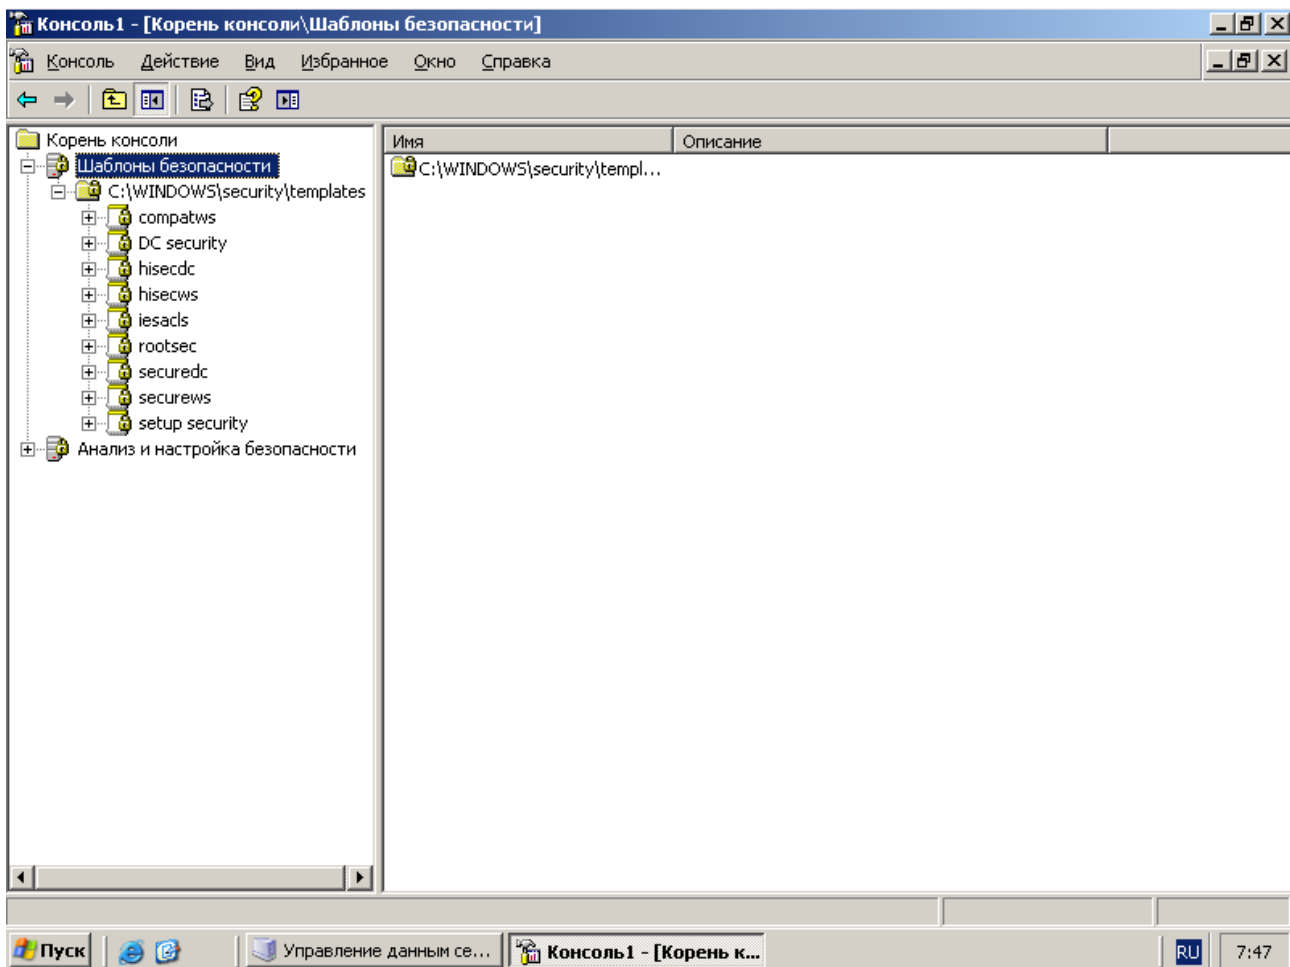 Консоль1 - [Корень консоли\Шаблоны безопасности]
Консоль Действие Вид Избранное Окно Справка
Корень консоли
Шаблоны безопасности
C:\WINDOWS\security\templates
compatws
DC security
hisecdc
hisecws
iesacls
rootsec
securedc
securews
setup security
Анализ и настройка безопасности
Имя Описание
C:\WINDOWS\security\templ...
Пуск Управление данным се... Консоль1 - [Корень к... RU 7:47